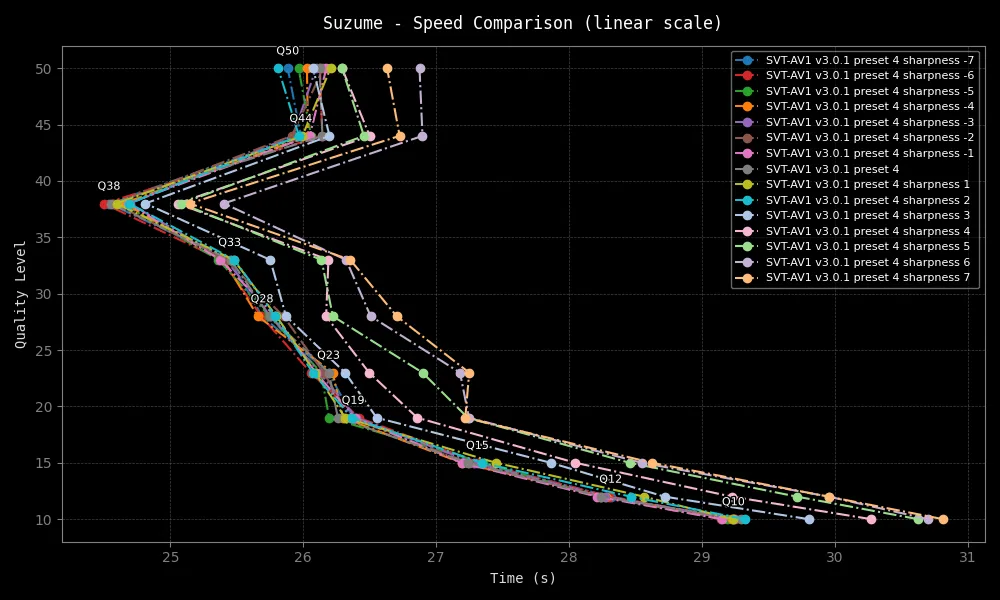 Suzume - Speed Comparison (linear scale)
SVT-AV1 v3.0.1 preset 4 sharpness -7
SVT-AV1 v3.0.1 preset 4 sharpness -6
SVT-AV1 v3.0.1 preset 4 sharpness -5
SVT-AV1 v3.0.1 preset 4 sharpness -4
SVT-AV1 v3.0.1 preset 4 sharpness -3
SVT-AV1 v3.0.1 preset 4 sharpness -2
SVT-AV1 v3.0.1 preset 4 sharpness -1
SVT-AV1 v3.0.1 preset 4
SVT-AV1 v3.0.1 preset 4 sharpness 1
SVT-AV1 v3.0.1 preset 4 sharpness 2
SVT-AV1 v3.0.1 preset 4 sharpness 3
SVT-AV1 v3.0.1 preset 4 sharpness 4
SVT-AV1 v3.0.1 preset 4 sharpness 5
SVT-AV1 v3.0.1 preset 4 sharpness 6
SVT-AV1 v3.0.1 preset 4 sharpness 7
Q50
Q44
Q38
Q33
Q28
Q23
Q19
Q15
Q12
Q10
Quality Level
50
45
40
35
30
25
20
15
10
25 26 27 28 29 30 31
Time (s)